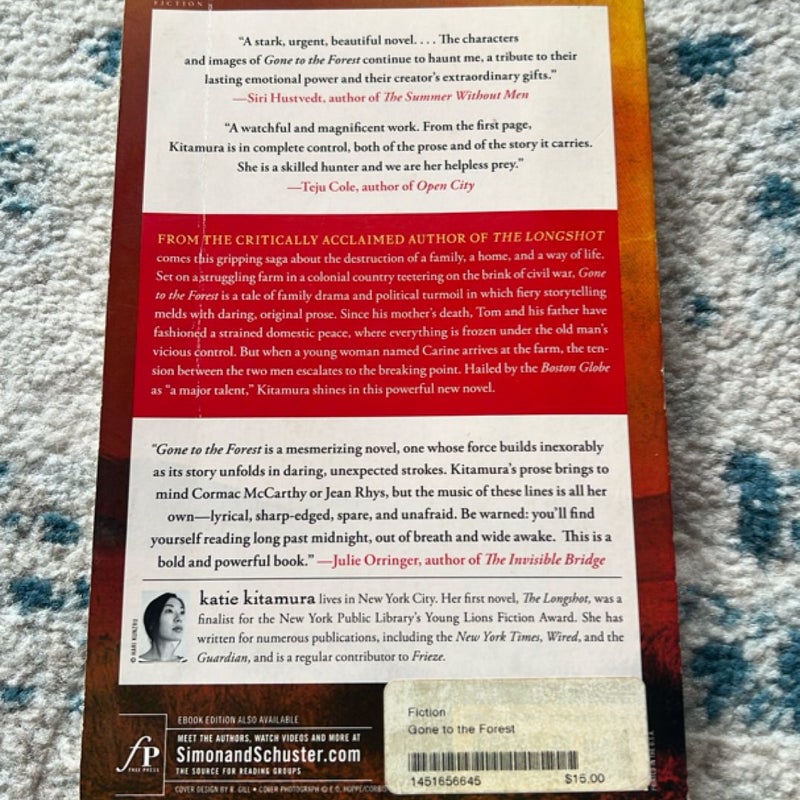 FICTION
“A stark, urgent, beautiful novel. . . . The characters
and images of Gone to the Forest continue to haunt me, a tribute to their
lasting emotional power and their creator’s extraordinary gifts.”
—Siri Hustvedt, author of The Summer Without Men
“A watchful and magnificent work. From the first page,
Kitamura is in complete control, both of the prose and of the story it carries.
She is a skilled hunter and we are her helpless prey.”
—Teju Cole, author of Open City
FROM THE CRITICALLY ACCLAIMED AUTHOR OF THE LONGSHOT
comes this gripping saga about the destruction of a family, a home, and a way of life.
Set on a struggling farm in a colonial country teetering on the brink of civil war, Gone
to the Forest is a tale of family drama and political turmoil in which fiery storytelling
melds with daring, original prose. Since his mother’s death, Tom and his father have
fashioned a strained domestic peace, where everything is frozen under the old man’s
vicious control. But when a young woman named Carine arrives at the farm, the ten-
sion between the two men escalates to the breaking point. Hailed by the Boston Globe
as “a major talent,” Kitamura shines in this powerful new novel.
“Gone to the Forest is a mesmerizing novel, one whose force builds inexorably
as its story unfolds in daring, unexpected strokes. Kitamura’s prose brings to
mind Cormac McCarthy or Jean Rhys, but the music of these lines is all her
own—lyrical, sharp-edged, spare, and unafraid. Be warned: you’ll find
yourself reading long past midnight, out of breath and wide awake. This is a
bold and powerful book.” —Julie Orringer, author of The Invisible Bridge
© HARI KUNZRU
katie kitamura lives in New York City. Her first novel, The Longshot, was a
finalist for the New York Public Library’s Young Lions Fiction Award. She has
written for numerous publications, including the New York Times, Wired, and the
Guardian, and is a regular contributor to Frieze.
EBOOK EDITION ALSO AVAILABLE
MEET THE AUTHORS, WATCH VIDEOS AND MORE AT
SimonandSchuster.com
THE SOURCE FOR READING GROUPS
fP
FREE PRESS
COVER DESIGN BY R. GILL • COVER PHOTOGRAPH © E. O. HOPPÉ/CORBIS
Fiction
Gone to the Forest
1451656645 $15.00